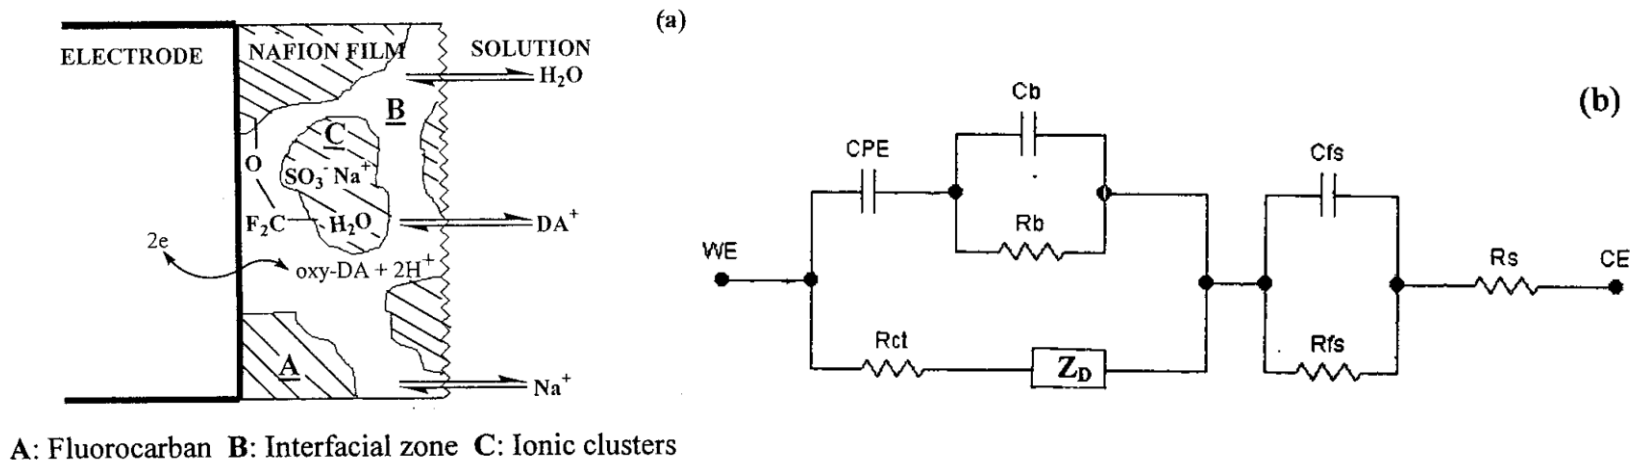 (a)
ELECTRODE
NAFION FILM
SOLUTION
H₂O
B
C
O
SO₃⁻ Na⁺
F₂C
H₂O
DA⁺
2e
oxy-DA + 2H⁺
A
Na⁺
A: Fluorocarban B: Interfacial zone C: Ionic clusters
(b)
Cb
CPE
Cfs
Rb
WE
Rs
CE
Rct
Z_D
Rfs